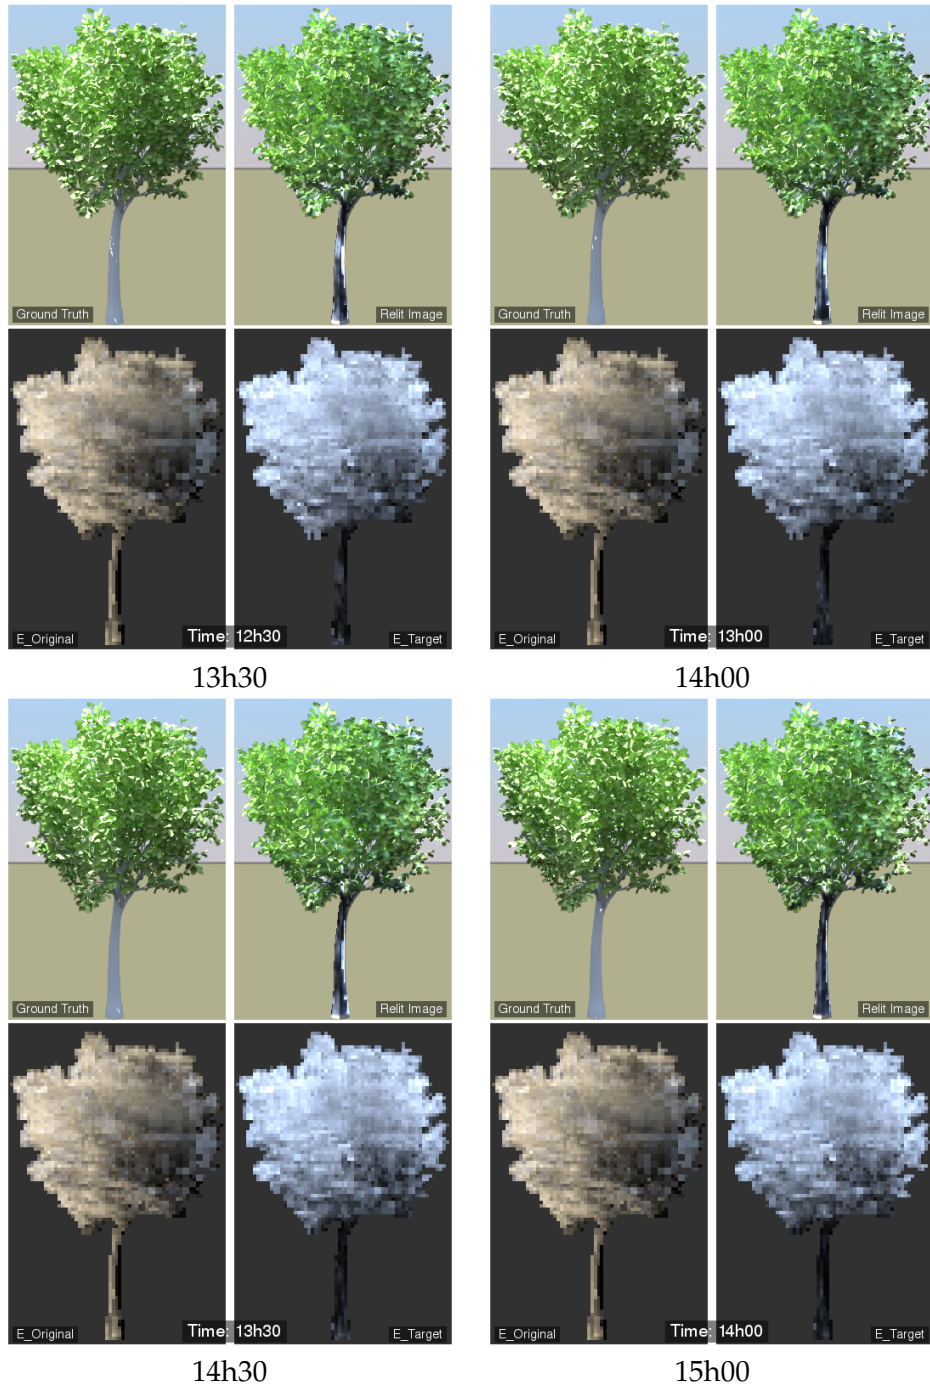 Ground Truth
Relit Image
Ground Truth
Relit Image
E_Original
Time: 12h30
E_Target
E_Original
Time: 13h00
E_Target
13h30
14h00
Ground Truth
Relit Image
Ground Truth
Relit Image
E_Original
Time: 13h30
E_Target
E_Original
Time: 14h00
E_Target
14h30
15h00